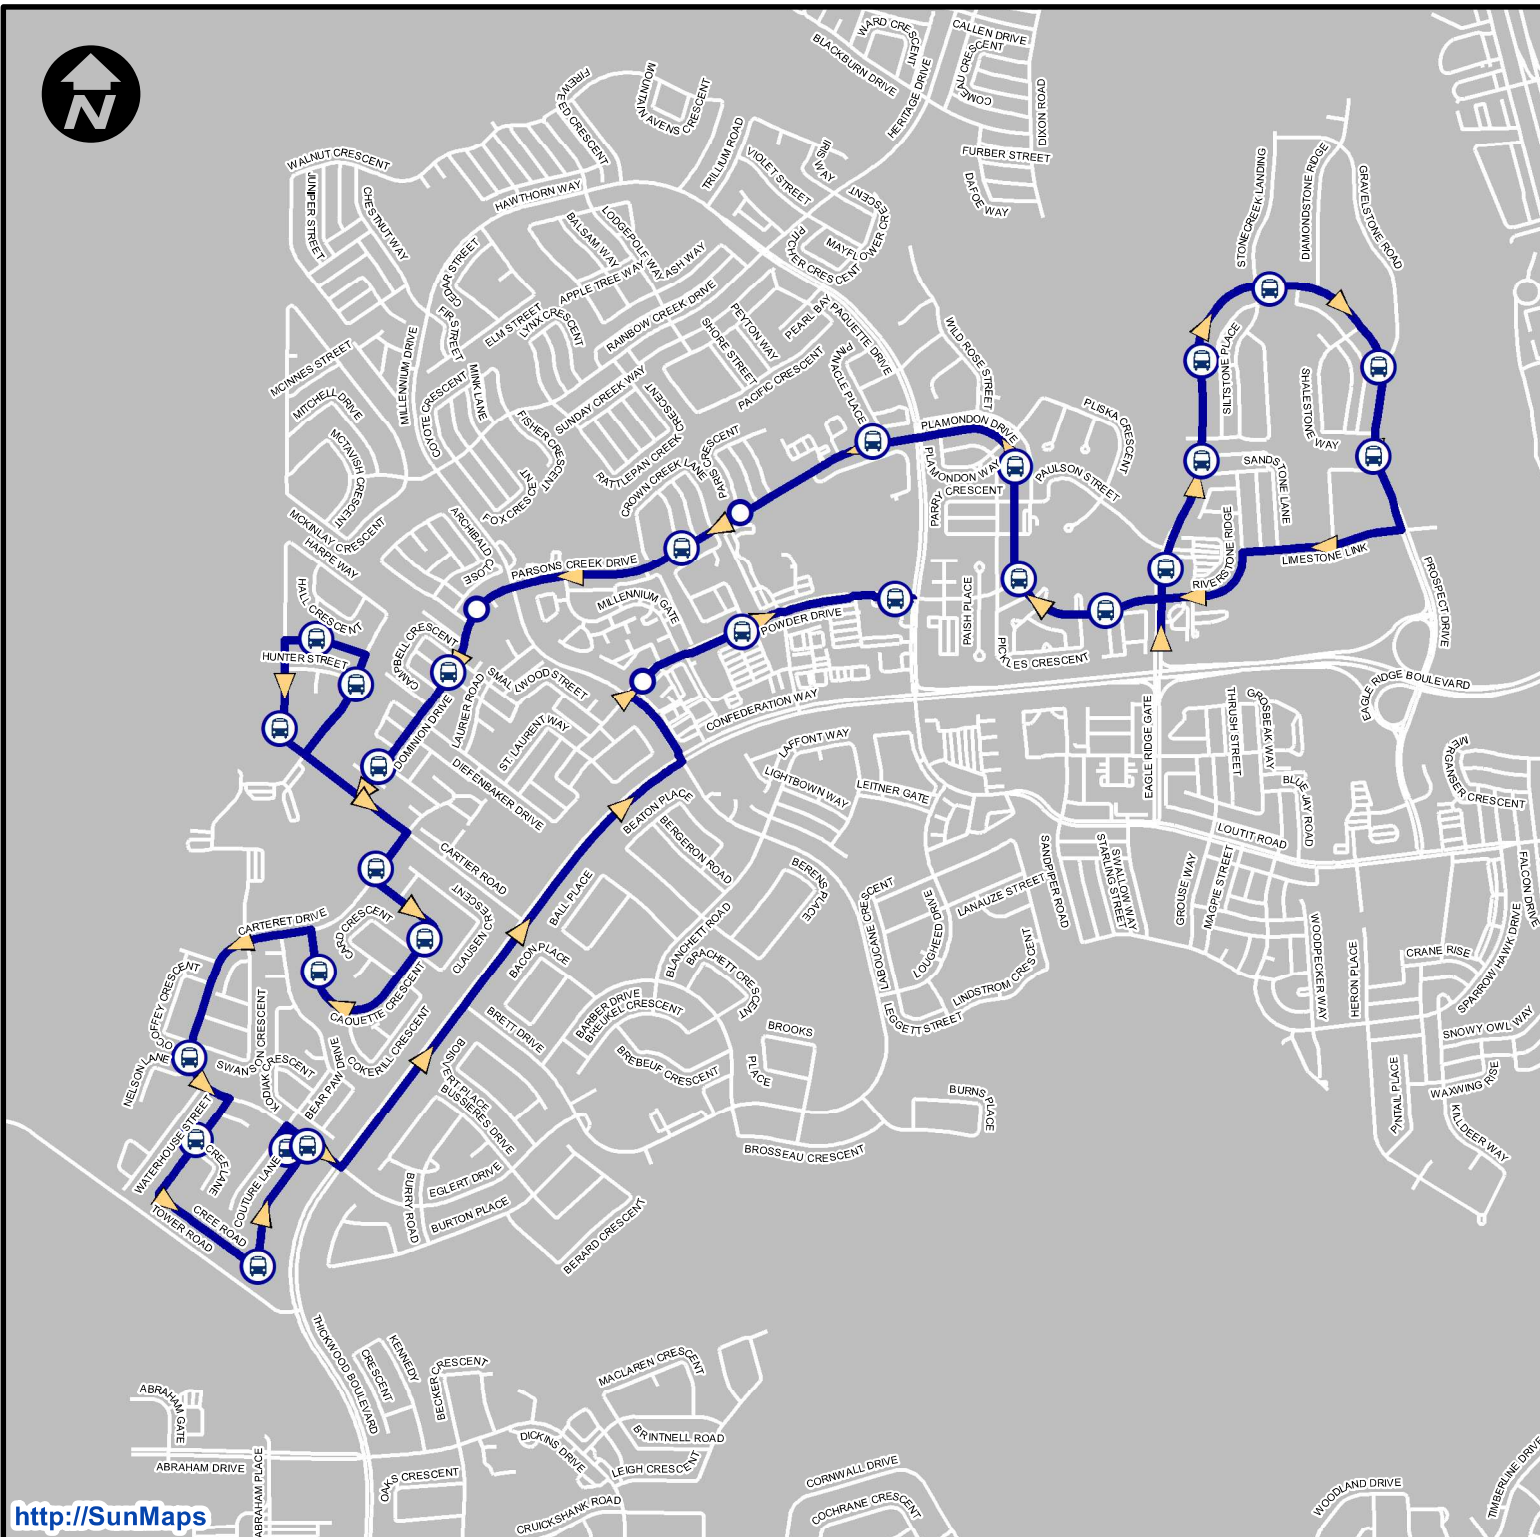 N
WARD CRESCENT
CALLEN DRIVE
BLACKBURN DRIVE
COMEAU CRESCENT
HERITAGE DRIVE
DIXON ROAD
FURBER STREET
DAFOE WAY
FIREWEED CRESCENT
MOUNTAIN AVENS CRESCENT
TRILLIUM ROAD
VIOLET STREET
IRIS WAY
WALNUT CRESCENT
JUNIPER STREET
CHESTNUT WAY
HAWTHORN WAY
BALSAM WAY
LODGEPOLE WAY
ASH WAY
PITCHER CRESCENT
MAYFLOWER CRESCENT
STONECREEK LANDING
DIAMONDSTONE RIDGE
GRAVELSTONE ROAD
CEDAR STREET
APPLE TREE WAY
FIR STREET
ELM STREET
LYNX CRESCENT
RAINBOW CREEK DRIVE
PEARL BAY
PAQUETTE DRIVE
PEYTON WAY
SHORE STREET
WILD ROSE STREET
MCINNES STREET
MILLENNIUM DRIVE
MITCHELL DRIVE
MCTAVISH CRESCENT
COYOTE CRESCENT
MINK LANE
FISHER CRESCENT
SUNDAY CREEK WAY
PACIFIC CRESCENT
PINNACLE PLACE
SILTSTONE PLACE
SHALESTONE WAY
PLISKA CRESCENT
PLAMONDON DRIVE
PLAMONDON WAY
RATTLEPAN CREEK CRESCENT
CROWN CREEK LANE
PARIS CRESCENT
PAULSON STREET
PARRY CRESCENT
SANDSTONE LANE
FOX CRESCENT
MCKINLAY CRESCENT
HARPE WAY
ARCHIBALD CLOSE
PARSONS CREEK DRIVE
MILLENNIUM GATE
POWDER DRIVE
PAISH PLACE
RIVERSTONE RIDGE
LIMESTONE LINK
PROSPECT DRIVE
HALL CRESCENT
HUNTER STREET
CAMPBELL CRESCENT
SMALLWOOD STREET
LAURIER ROAD
DOMINION DRIVE
ST. LAURENT WAY
DIEFENBAKER DRIVE
PICKLES CRESCENT
CONFEDERATION WAY
EAGLE RIDGE BOULEVARD
EAGLE RIDGE GATE
THRUSH STREET
GROSBEAK WAY
BLUE JAY ROAD
MERGANSER CRESCENT
LAFFONT WAY
LIGHTBOWN WAY
LEITNER GATE
BEATON PLACE
BERGERON ROAD
BERENS PLACE
LOUTIT ROAD
CARTIER ROAD
CLAUSEN CRESCENT
BALL PLACE
BLANCHETT ROAD
BRACHETT CRESCENT
LABOUCANE CRESCENT
LOUGHEED DRIVE
LANAUZE STREET
SANDPIPER ROAD
STARLING STREET
SWALLOW WAY
GROUSE WAY
MAGPIE STREET
WOODPECKER WAY
HERON PLACE
CRANE RISE
SPARROW HAWK DRIVE
FALCON DRIVE
CARTERET DRIVE
CARD CRESCENT
CAOUETTE CRESCENT
BACON PLACE
BRETT DRIVE
BARBER DRIVE
BREUKEL CRESCENT
BREBEUF CRESCENT
BROOKS PLACE
LEGGETT STREET
LINDSTROM CRESCENT
SNOWY OWL WAY
WAXWING RISE
KILLDEER WAY
PINTAIL PLACE
COFFEY CRESCENT
NELSON LANE
SWANSON CRESCENT
KODIAK CRESCENT
BEAR PAW DRIVE
COKERILL CRESCENT
BOISVERT PLACE
BUSSIERES DRIVE
BURNS PLACE
BROSSEAU CRESCENT
WATERHOUSE STREET
CREE LANE
COUTURE LANE
CREE ROAD
TOWER ROAD
BURRY ROAD
EGLERT DRIVE
BURTON PLACE
BERARD CRESCENT
THICKWOOD BOULEVARD
KENNEDY CRESCENT
BECKER CRESCENT
MACLAREN CRESCENT
BRINTNELL ROAD
DICKINS DRIVE
LEIGH CRESCENT
ABRAHAM GATE
ABRAHAM DRIVE
ABRAHAM PLACE
OAKS CRESCENT
CRUICKSHANK ROAD
CORNWALL DRIVE
COCHRANE CRESCENT
WOODLAND DRIVE
TIMBERLINE DRIVE
http://SunMaps